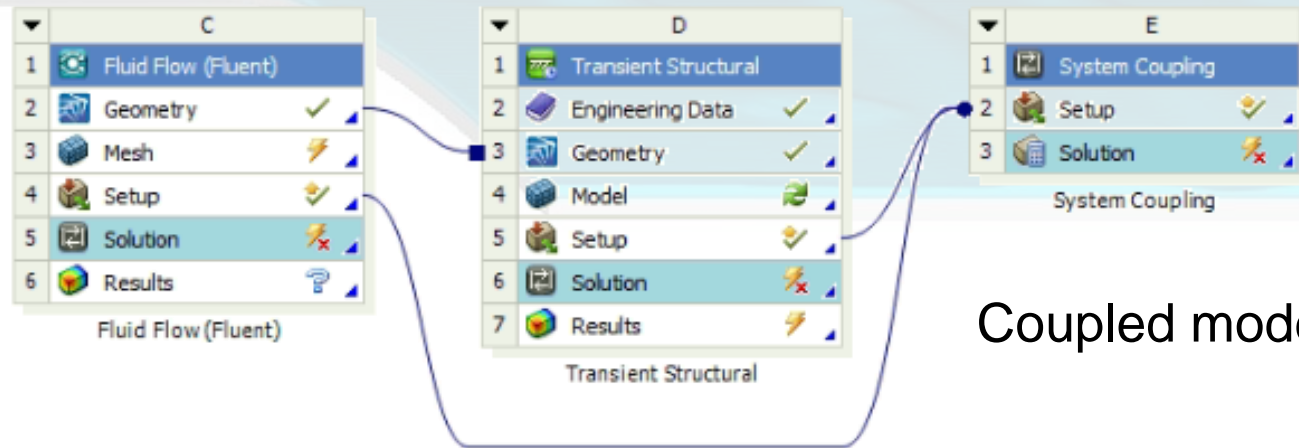 C
1 Fluid Flow (Fluent)
2 Geometry
3 Mesh
4 Setup
5 Solution
6 Results
Fluid Flow (Fluent)
D
1 Transient Structural
2 Engineering Data
3 Geometry
4 Model
5 Setup
6 Solution
7 Results
Transient Structural
E
1 System Coupling
2 Setup
3 Solution
System Coupling
Coupled mode